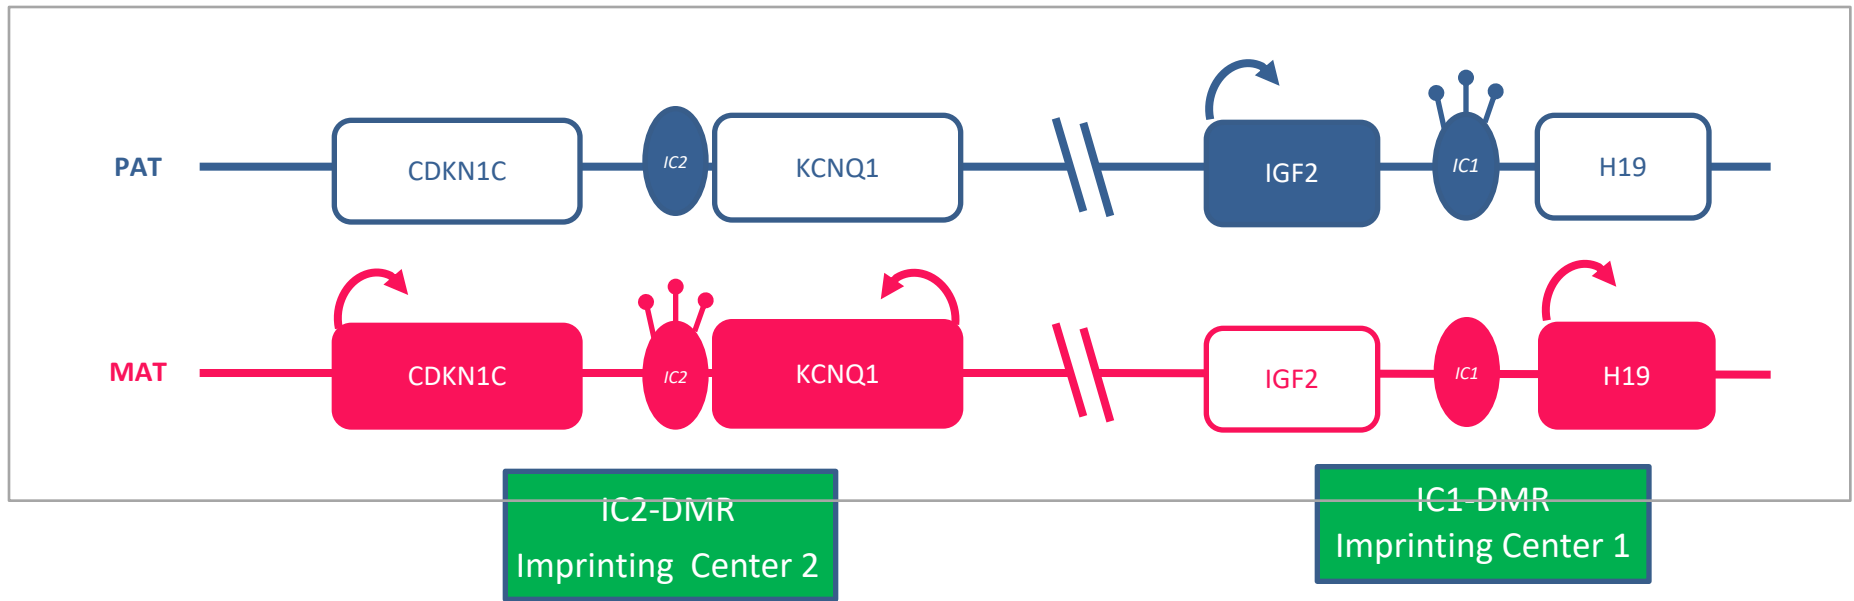 PAT
CDKN1C
IC2
KCNQ1
IGF2
IC1
H19
MAT
CDKN1C
IC2
KCNQ1
IGF2
IC1
H19
IC2-DMR
Imprinting Center 2
IC1-DMR
Imprinting Center 1